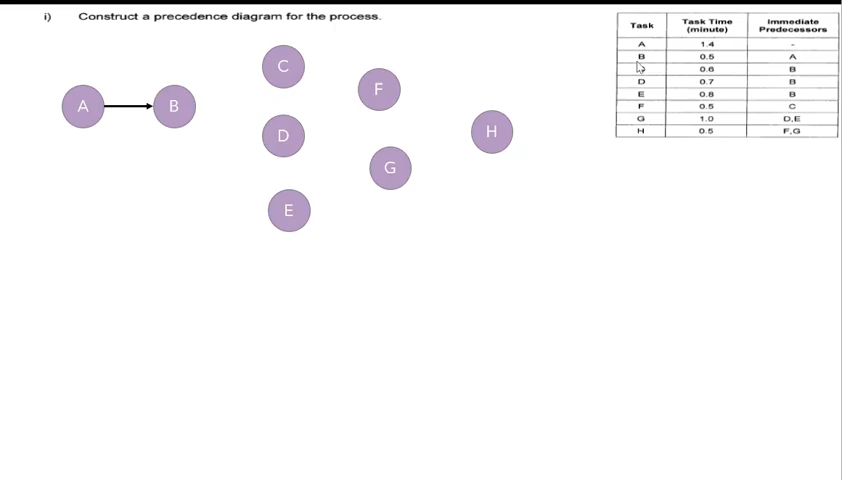 i) Construct a precedence diagram for the process.
A
B
C
D
E
F
G
H
Task Task Time (minute) Immediate Predecessors
A 1.4 -
B 0.5 A
0.6 B
D 0.7 B
E 0.8 B
F 0.5 C
G 1.0 D,E
H 0.5 F,G